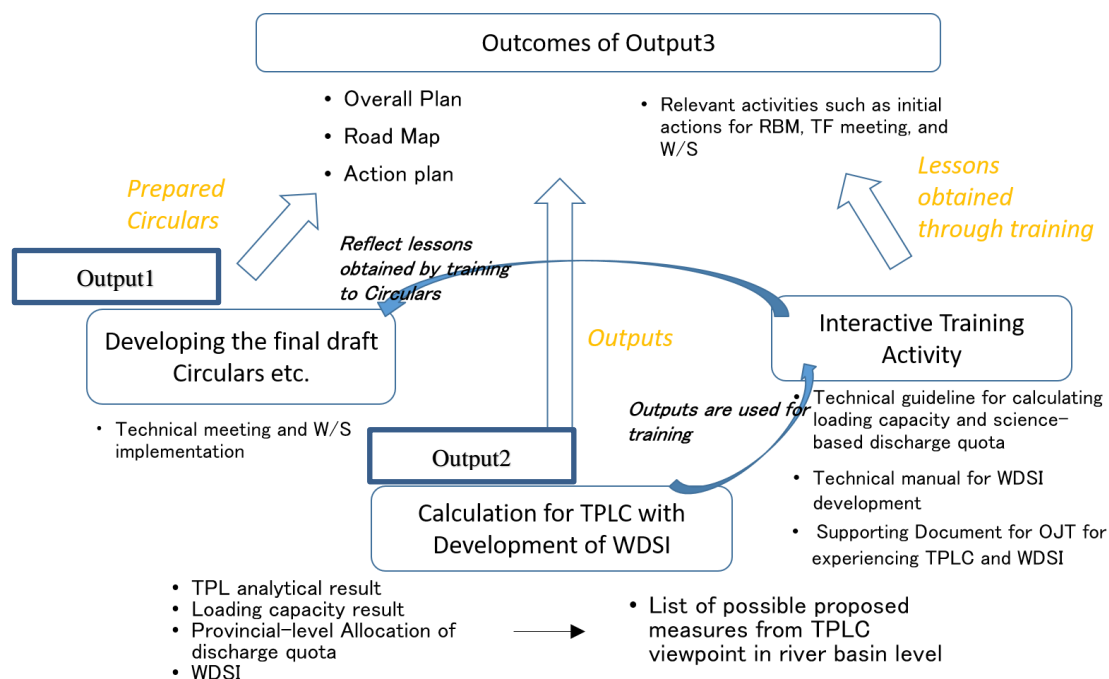 Outcomes of Output3
• Overall Plan
• Road Map
• Action plan
• Relevant activities such as initial
actions for RBM, TF meeting, and
W/S
Prepared
Circulars
Lessons
obtained
through training
Output1
Reflect lessons
obtained by training
to Circulars
Developing the final draft
Circulars etc.
• Technical meeting and W/S
implementation
Outputs
Interactive Training
Activity
• Technical guideline for calculating
loading capacity and science-
based discharge quota
• Technical manual for WDSI
development
• Supporting Document for OJT for
experiencing TPLC and WDSI
Outputs are used for
training
Output2
Calculation for TPLC with
Development of WDSI
• TPL analytical result
• Loading capacity result
• Provincial-level Allocation of
discharge quota
• WDSI
• List of possible proposed
measures from TPLC
viewpoint in river basin level